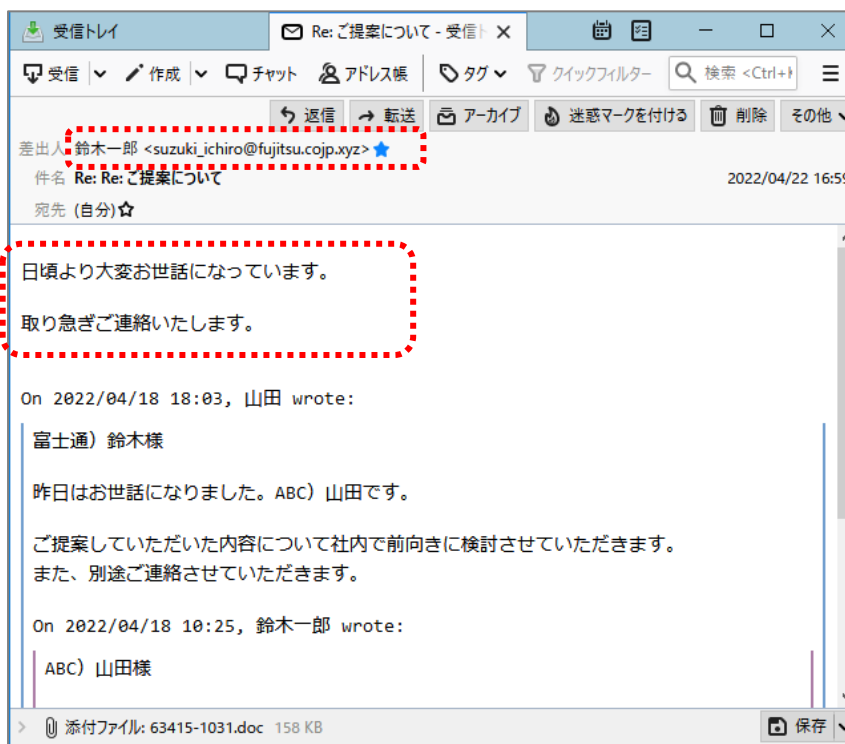 受信トレイ
Re: ご提案について - 受信ト
受信 作成 チャット アドレス帳 タグ クイックフィルター 検索 <Ctrl+
返信 転送 アーカイブ 迷惑マークを付ける 削除 その他
差出人 鈴木一郎 <suzuki_ichiro@fujitsu.cojp.xyz>
件名 Re: Re: ご提案について 2022/04/22 16:59
宛先 (自分)
日頃より大変お世話になっています。
取り急ぎご連絡いたします。
On 2022/04/18 18:03, 山田 wrote:
富士通）鈴木様
昨日はお世話になりました。ABC）山田です。
ご提案していただいた内容について社内で前向きに検討させていただきます。
また、別途ご連絡させていただきます。
On 2022/04/18 10:25, 鈴木一郎 wrote:
ABC）山田様
添付ファイル: 63415-1031.doc 158 KB 保存